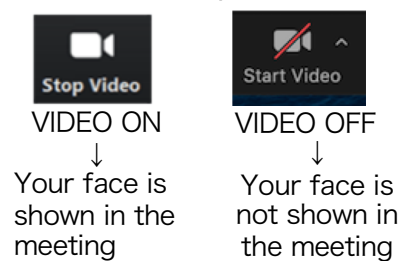 Stop Video
VIDEO ON
↓
Your face is
shown in the
meeting
Start Video
VIDEO OFF
↓
Your face is
not shown in
the meeting